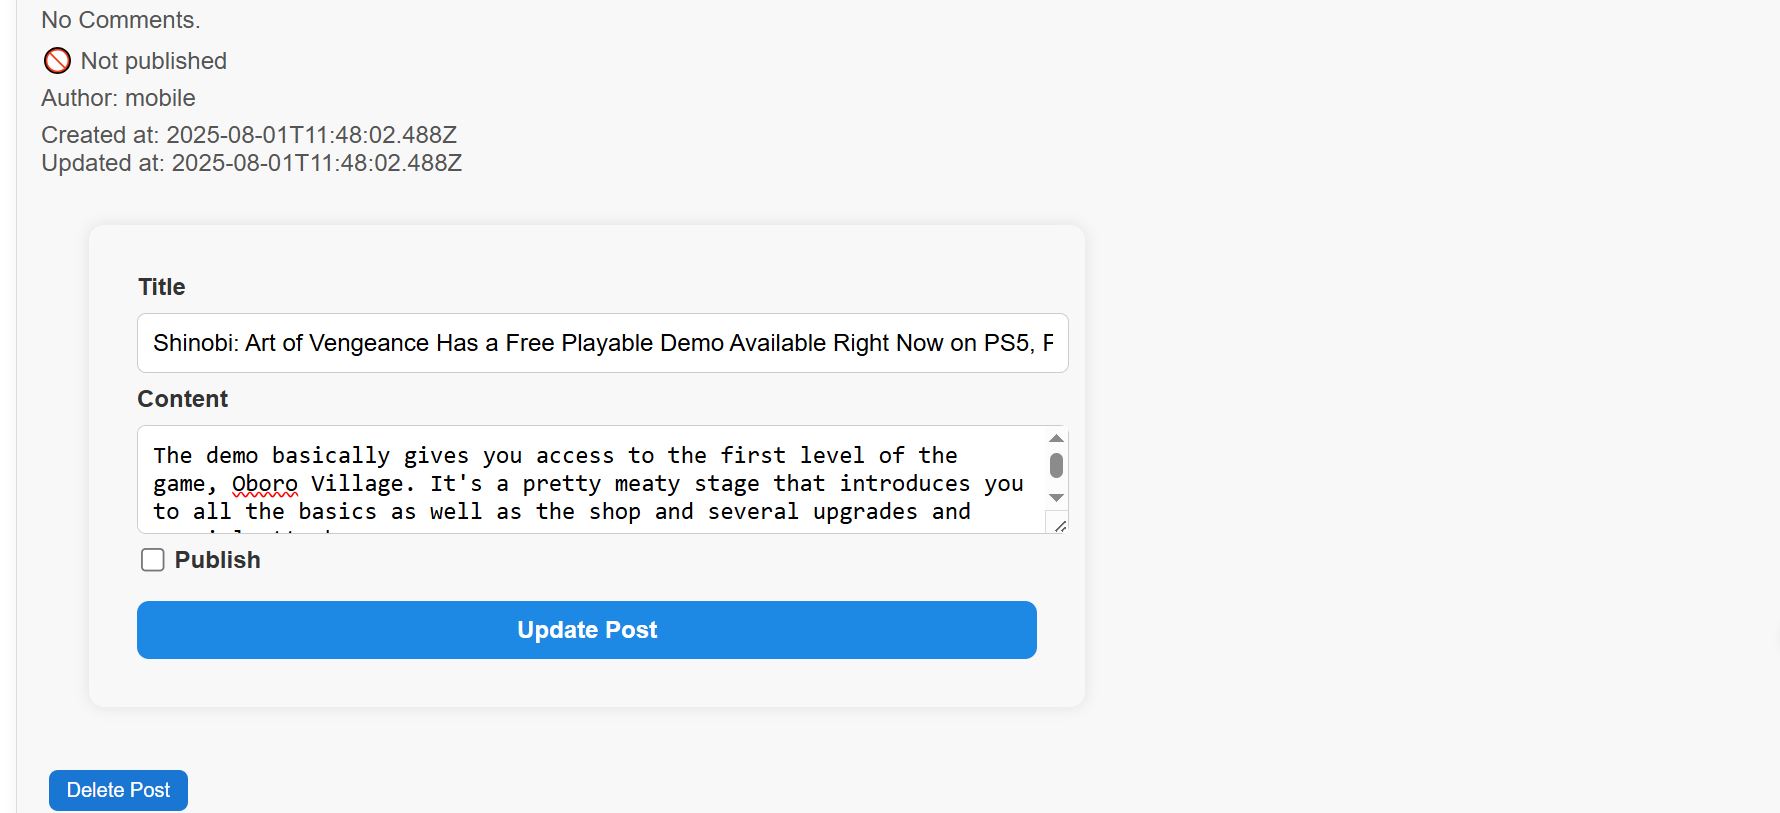 No Comments.
Not published
Author: mobile
Created at: 2025-08-01T11:48:02.488Z
Updated at: 2025-08-01T11:48:02.488Z
Title
Shinobi: Art of Vengeance Has a Free Playable Demo Available Right Now on PS5,
Content
The demo basically gives you access to the first level of the
game, Oboro Village. It's a pretty meaty stage that introduces you
to all the basics as well as the shop and several upgrades and
Publish
Update Post
Delete Post